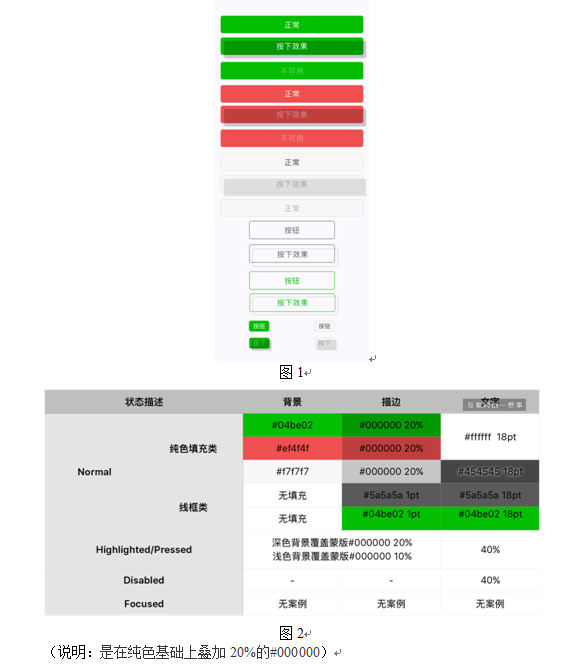 正常
按下效果
不可用
正常
按下效果
不可用
正常
按下效果
正常
按钮
按下效果
按钮
按下效果
按钮 按钮
按下 按下
图 1
状态描述 背景 描边 文字
Normal 纯色填充类 #04be02 #000000 20% #ffffff 18pt
#ef4f4f #000000 20%
#f7f7f7 #000000 20% #454545 18pt
线框类 无填充 #5a5a5a 1pt #5a5a5a 18pt
无填充 #04be02 1pt #04be02 18pt
Highlighted/Pressed 深色背景覆盖蒙版#000000 20% 40%
浅色背景覆盖蒙版#000000 10%
Disabled - - 40%
Focused 无案例 无案例 无案例
图 2
（说明：是在纯色基础上叠加 20%的#000000）